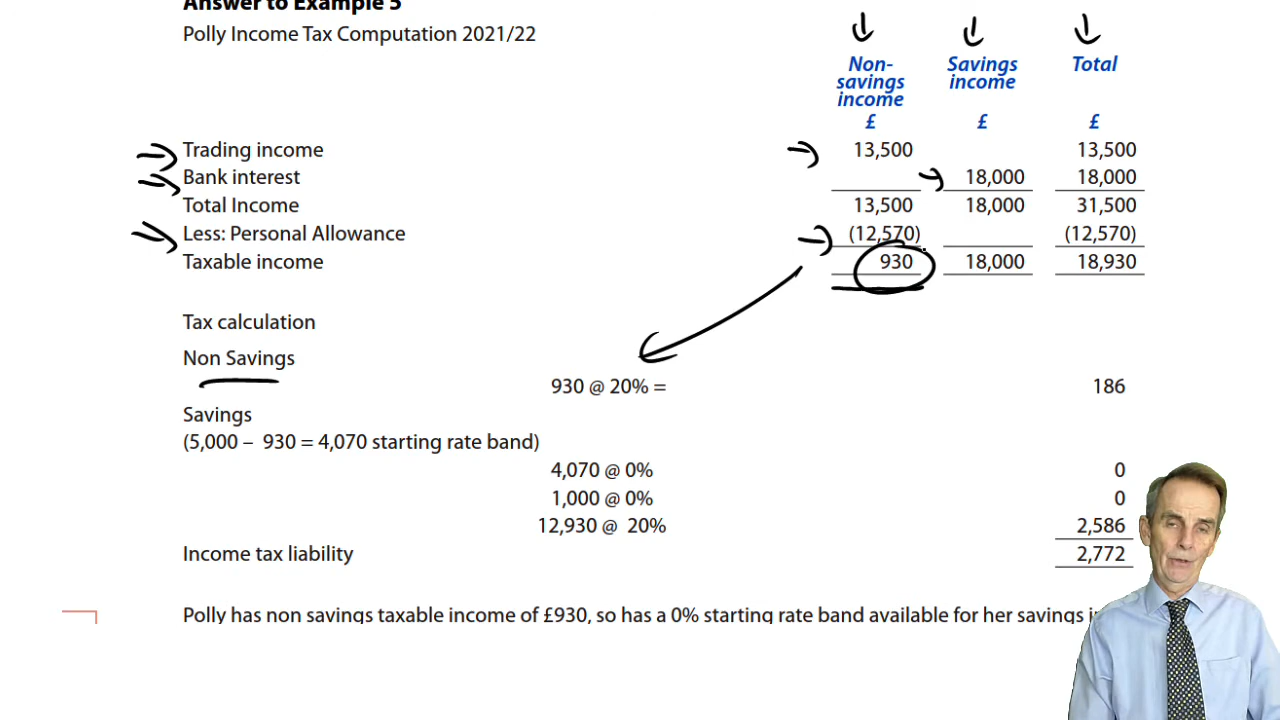 Answer to Example 5
Polly Income Tax Computation 2021/22
Non-savings income Savings income Total
£ £ £
Trading income 13,500 13,500
Bank interest 18,000 18,000
Total Income 13,500 18,000 31,500
Less: Personal Allowance (12,570) (12,570)
Taxable income 930 18,000 18,930
Tax calculation
Non Savings
930 @ 20% = 186
Savings
(5,000 – 930 = 4,070 starting rate band)
4,070 @ 0% 0
1,000 @ 0% 0
12,930 @ 20% 2,586
Income tax liability 2,772
Polly has non savings taxable income of £930, so has a 0% starting rate band available for her savings